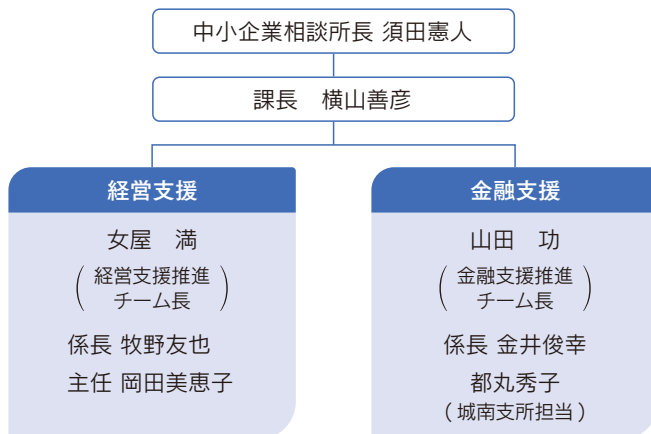 中小企業相談所長 須田憲人
課長　横山善彦
経営支援
女屋　満
（経営支援推進
チーム長）
係長 牧野友也
主任 岡田美恵子
金融支援
山田　功
（金融支援推進
チーム長）
係長 金井俊幸
都丸秀子
（城南支所担当）